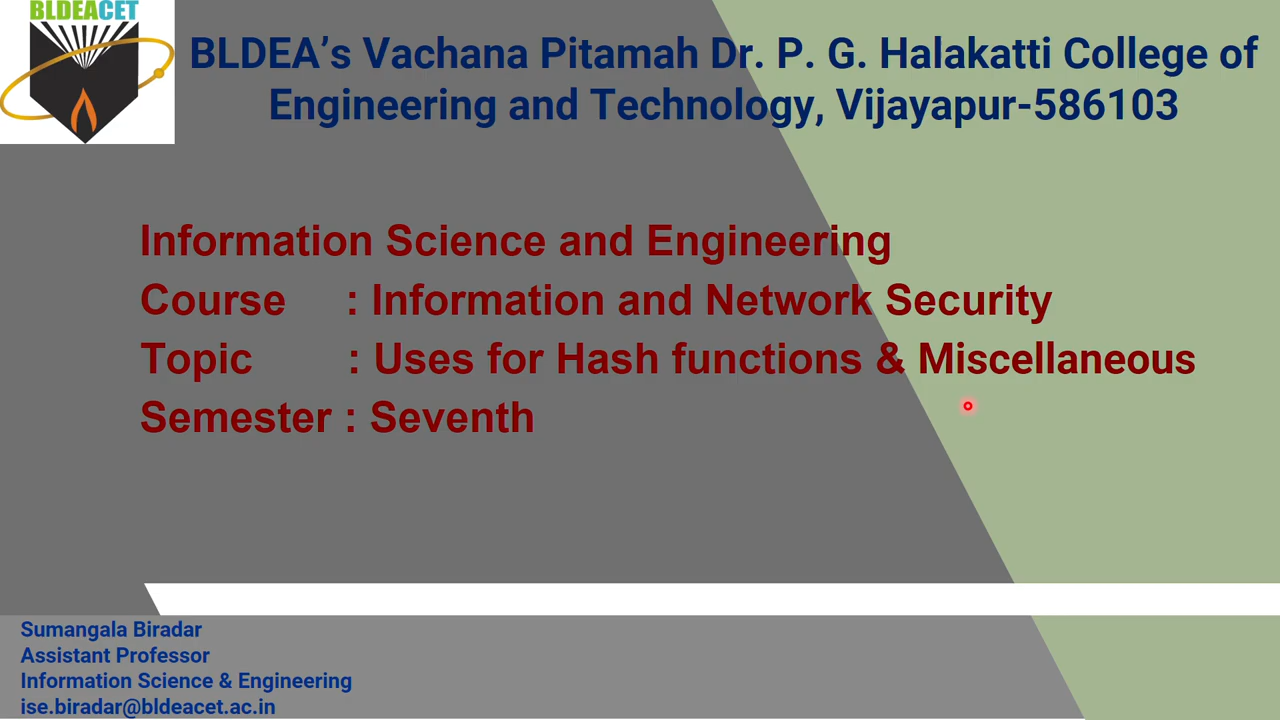 BLDEACET
BLDEA’s Vachana Pitamah Dr. P. G. Halakatti College of
Engineering and Technology, Vijayapur-586103
Information Science and Engineering
Course : Information and Network Security
Topic : Uses for Hash functions & Miscellaneous
Semester : Seventh
Sumangala Biradar
Assistant Professor
Information Science & Engineering
ise.biradar@bldeacet.ac.in